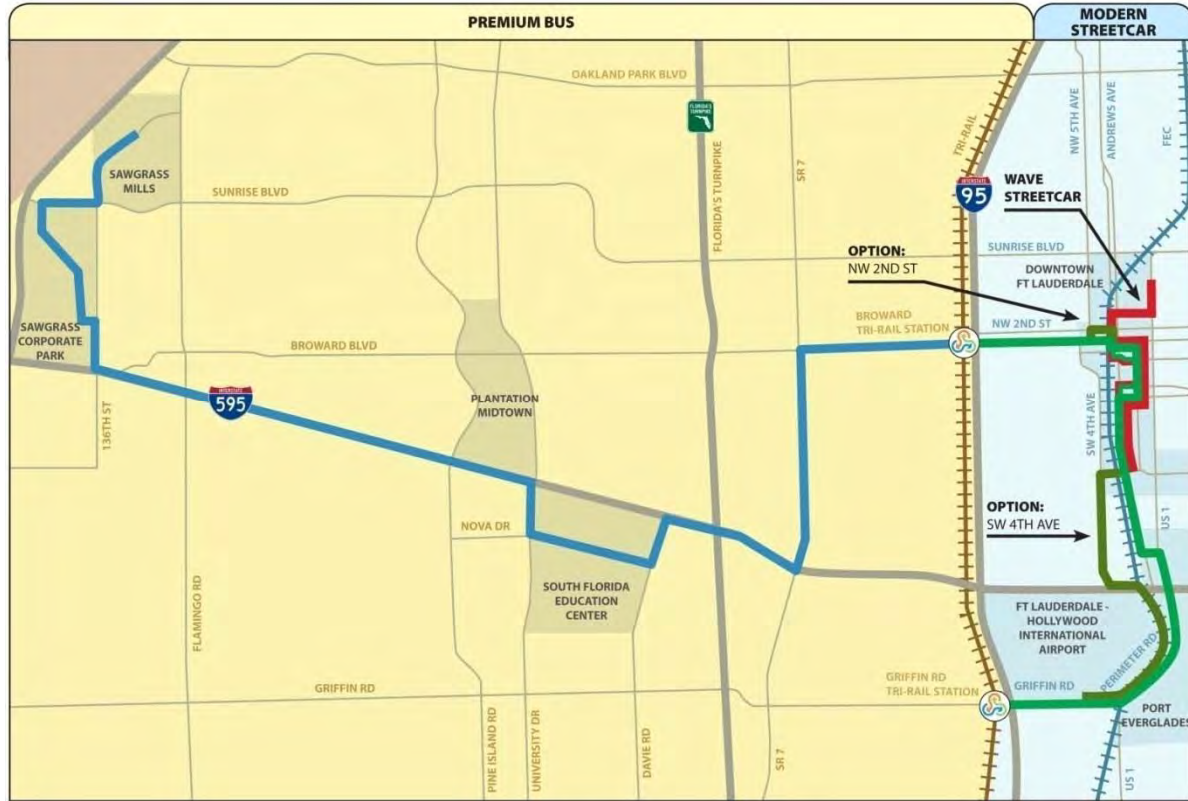 PREMIUM BUS
MODERN
STREETCAR
OAKLAND PARK BLVD
FLORIDA'S
TURNPIKE
TRI-RAIL
NW 5TH AVE
ANDREWS AVE
FEC
SAWGRASS
MILLS
SUNRISE BLVD
FLORIDA'S TURNPIKE
SR 7
INTERSTATE
95
WAVE
STREETCAR
SUNRISE BLVD
OPTION:
NW 2ND ST
DOWNTOWN
FT LAUDERDALE
SAWGRASS
CORPORATE
PARK
BROWARD BLVD
BROWARD
TRI-RAIL STATION
NW 2ND ST
INTERSTATE
595
136TH ST
PLANTATION
MIDTOWN
SW 4TH AVE
NOVA DR
OPTION:
SW 4TH AVE
US 1
FLAMINGO RD
SOUTH FLORIDA
EDUCATION
CENTER
FT LAUDERDALE -
HOLLYWOOD
INTERNATIONAL
AIRPORT
PERIMETER RD
GRIFFIN RD
GRIFFIN RD
TRI-RAIL STATION
GRIFFIN RD
PORT
EVERGLADES
PINE ISLAND RD
UNIVERSITY DR
DAVIE RD
SR 7
US 1